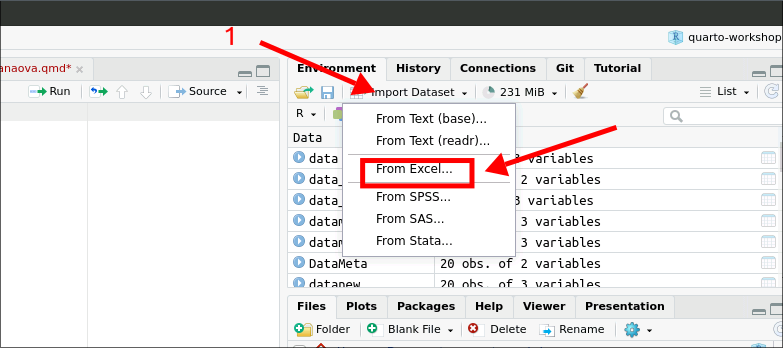 1
quarto-workshop
anaova.qmd*
Environment History Connections Git Tutorial
Run Source
Import Dataset 231 MiB List
R
From Text (base)...
From Text (readr)...
From Excel...
From SPSS...
From SAS...
From Stata...
Data
data variables
data_ 2 variables
data_ 3 variables
datam 3 variables
datam 3 variables
DataMeta 20 obs. of 2 variables
datanew 20 obs. of 3 variables
Files Plots Packages Help Viewer Presentation
Folder Blank File Delete Rename